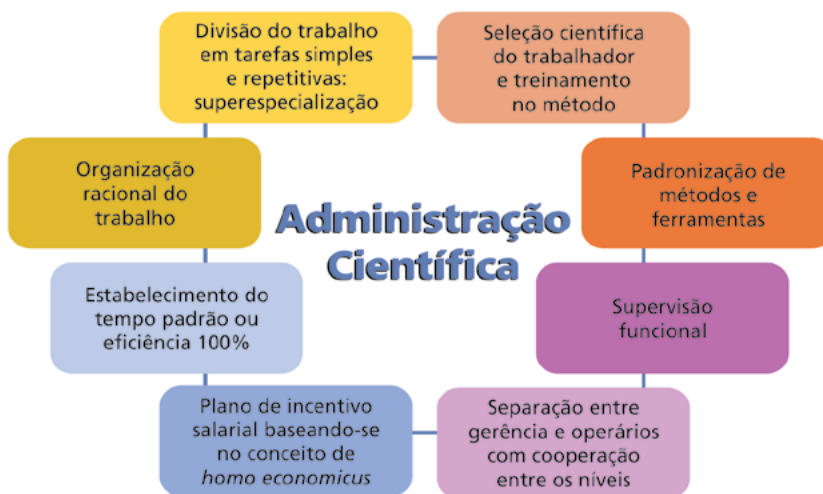 Divisão do trabalho
em tarefas simples
e repetitivas:
superespecialização
Seleção científica
do trabalhador
e treinamento
no método
Organização
racional do
trabalho
Administração
Científica
Padronização de
métodos e
ferramentas
Estabelecimento do
tempo padrão ou
eficiência 100%
Supervisão
funcional
Plano de incentivo
salarial baseando-se
no conceito de
homo economicus
Separação entre
gerência e operários
com cooperação
entre os níveis